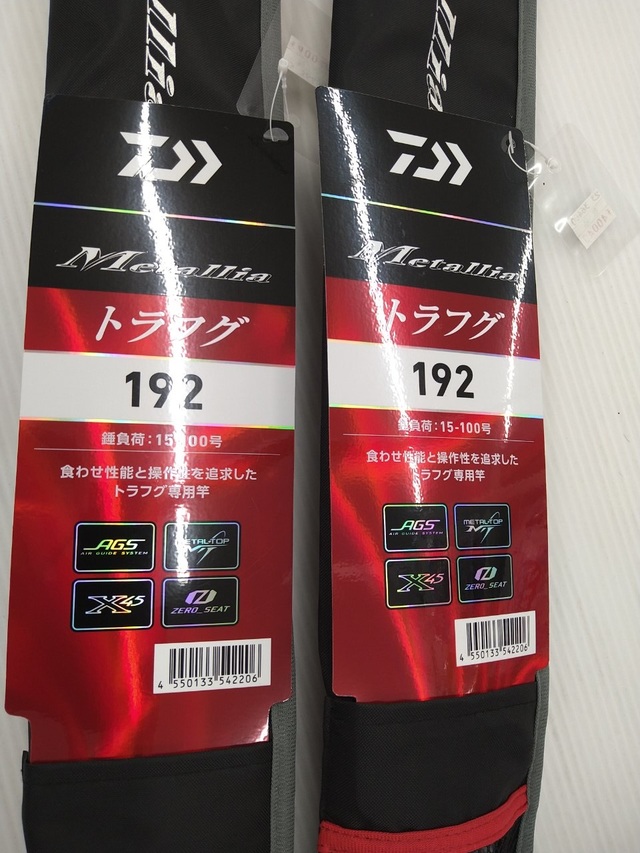 Metallia
トラフグ
192
錘負荷:15-100号
食わせ性能と操作性を追求した
トラフグ専用竿
AGS
AIR GUIDE SYSTEM
METAL-TOP
MT
X45
ZERO_SEAT
4 550133 542206
Metallia
トラフグ
192
錘負荷:15-100号
食わせ性能と操作性を追求した
トラフグ専用竿
AGS
AIR GUIDE SYSTEM
METAL-TOP
MT
X45
ZERO_SEAT
4 550133 542206